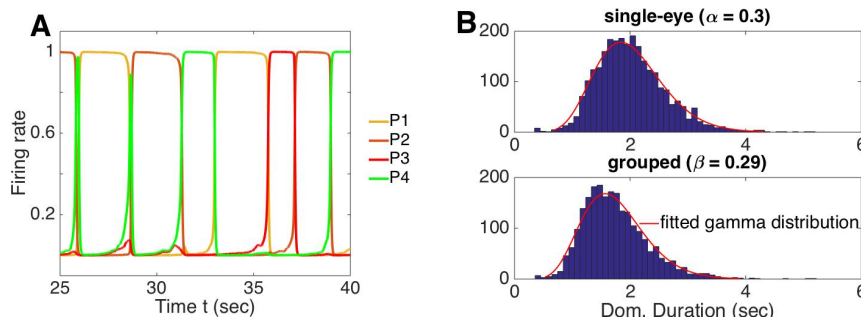 A
1
0.6
0.2
Firing rate
25
30
35
40
Time t (sec)
P1
P2
P3
P4
B
single-eye (α = 0.3)
200
100
0
0
2
4
6
grouped (β = 0.29)
200
100
0
fitted gamma distribution
0
2
4
6
Dom. Duration (sec)